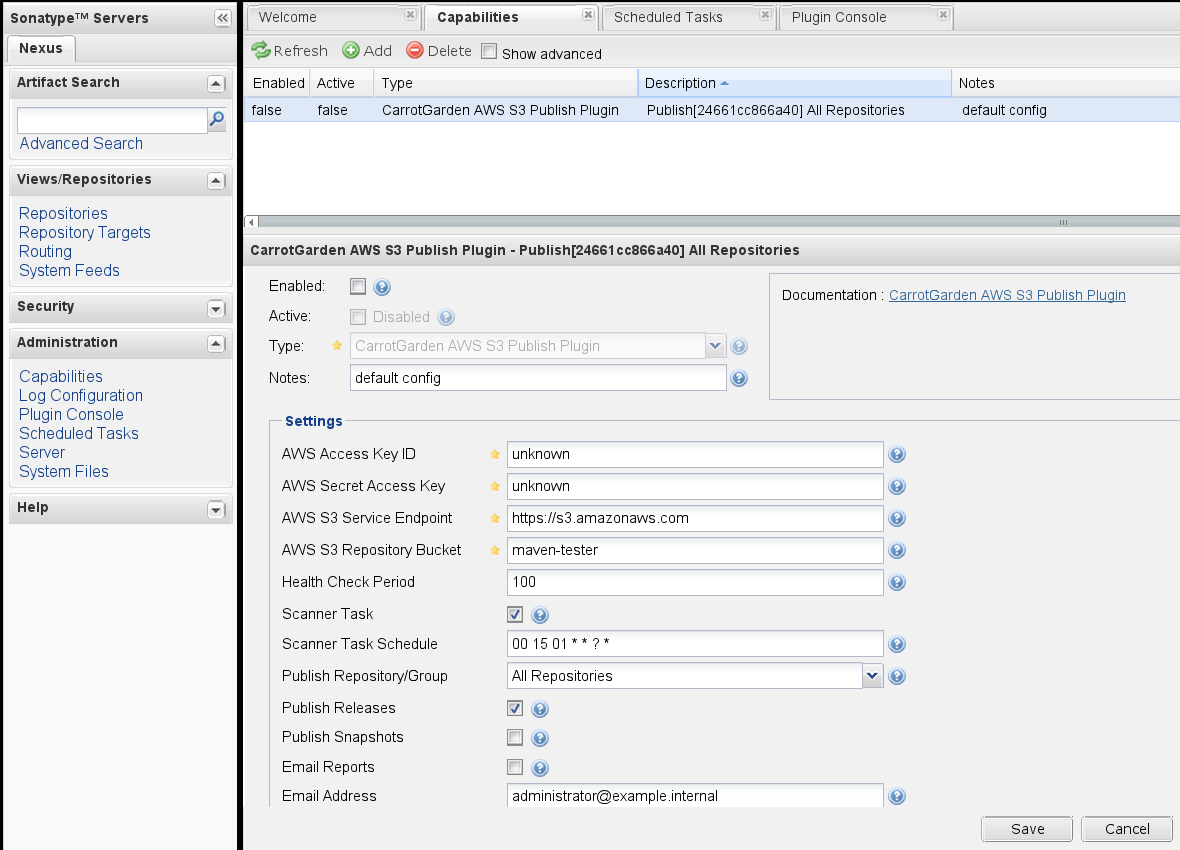 Sonatype™ Servers
Nexus
Artifact Search
Advanced Search
Views/Repositories
Repositories
Repository Targets
Routing
System Feeds
Security
Administration
Capabilities
Log Configuration
Plugin Console
Scheduled Tasks
Server
System Files
Help
Welcome Capabilities Scheduled Tasks Plugin Console
Refresh Add Delete Show advanced
Enabled Active Type Description Notes
false false CarrotGarden AWS S3 Publish Plugin Publish[24661cc866a40] All Repositories default config
CarrotGarden AWS S3 Publish Plugin - Publish[24661cc866a40] All Repositories
Enabled:
Active: Disabled
Type: CarrotGarden AWS S3 Publish Plugin
Notes: default config
Documentation : CarrotGarden AWS S3 Publish Plugin
Settings
AWS Access Key ID unknown
AWS Secret Access Key unknown
AWS S3 Service Endpoint https://s3.amazonaws.com
AWS S3 Repository Bucket maven-tester
Health Check Period 100
Scanner Task
Scanner Task Schedule 00 15 01 * * ? *
Publish Repository/Group All Repositories
Publish Releases
Publish Snapshots
Email Reports
Email Address administrator@example.internal
Save Cancel